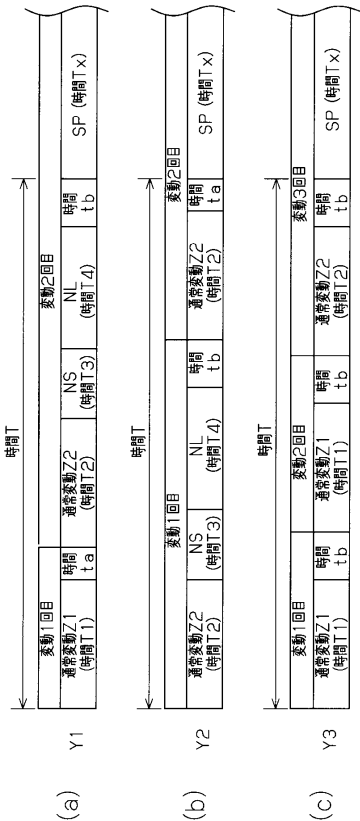 (a)
Y1
時間T
変動1回目
変動2回目
通常変動Z1
(時間T1)
時間
ta
通常変動Z2
(時間T2)
NS
(時間T3)
NL
(時間T4)
時間
tb
SP (時間Tx)
(b)
Y2
時間T
変動1回目
変動2回目
通常変動Z2
(時間T2)
NS
(時間T3)
NL
(時間T4)
時間
tb
通常変動Z2
(時間T2)
時間
ta
SP (時間Tx)
(c)
Y3
時間T
変動1回目
変動2回目
変動3回目
通常変動Z1
(時間T1)
時間
tb
通常変動Z1
(時間T1)
時間
tb
通常変動Z2
(時間T2)
時間
tb
SP (時間Tx)